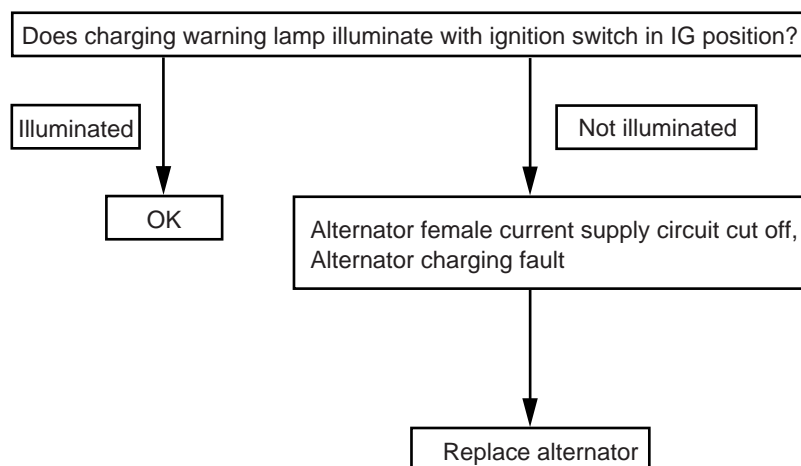 Does charging warning lamp illuminate with ignition switch in IG position?
Illuminated
Not illuminated
OK
Alternator female current supply circuit cut off,
Alternator charging fault
Replace alternator